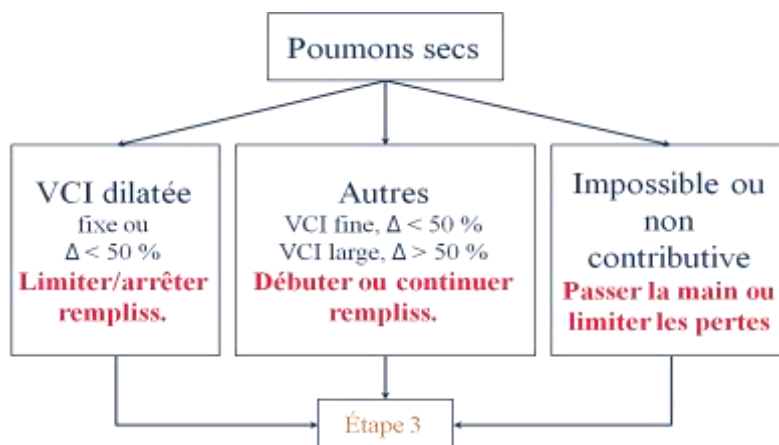 Poumons secs
VCI dilatée
fixe ou
Δ < 50 %
Limiter/arrêter
rempliss.
Autres
VCI fine, Δ < 50 %
VCI large, Δ > 50 %
Débuter ou continuer
rempliss.
Impossible ou
non
contributive
Passer la main ou
limiter les pertes
Étape 3